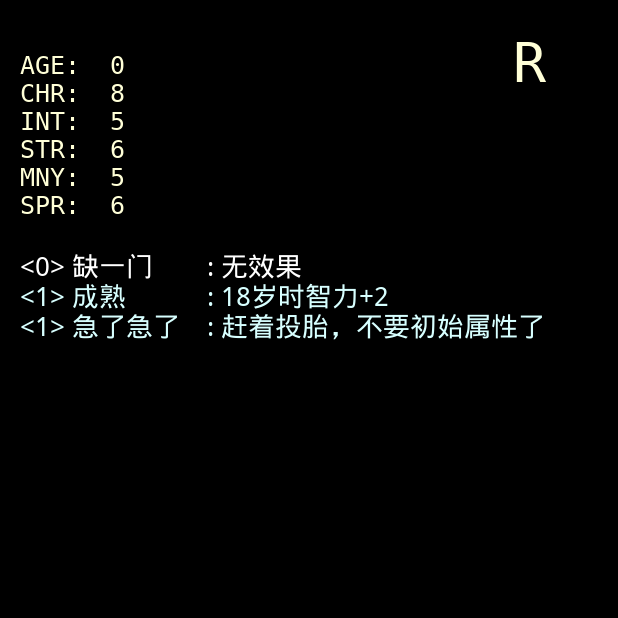 R
AGE: 0
CHR: 8
INT: 5
STR: 6
MNY: 5
SPR: 6
<0> 缺一门 : 无效果
<1> 成熟 : 18岁时智力+2
<1> 急了急了 : 赶着投胎，不要初始属性了